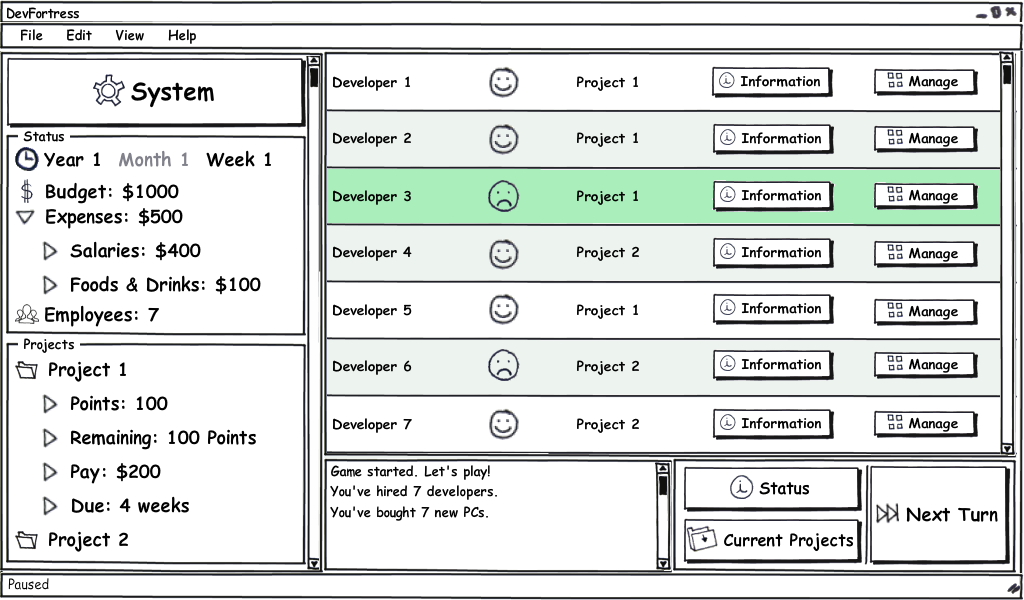 DevFortress
File Edit View Help
System
Status
Year 1 Month 1 Week 1
Budget: $1000
Expenses: $500
Salaries: $400
Foods & Drinks: $100
Employees: 7
Projects
Project 1
Points: 100
Remaining: 100 Points
Pay: $200
Due: 4 weeks
Project 2
Developer 1 Project 1 Information Manage
Developer 2 Project 1 Information Manage
Developer 3 Project 1 Information Manage
Developer 4 Project 2 Information Manage
Developer 5 Project 1 Information Manage
Developer 6 Project 2 Information Manage
Developer 7 Project 2 Information Manage
Game started. Let's play!
You've hired 7 developers.
You've bought 7 new PCs.
Status
Current Projects
Next Turn
Paused